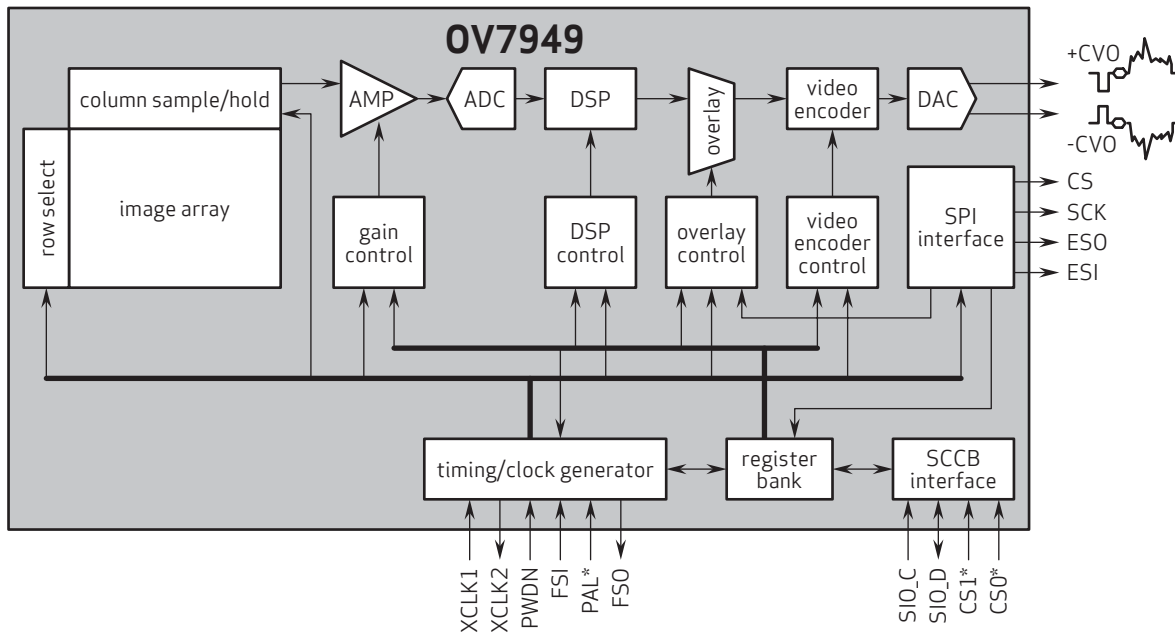 OV7949
+CVO
column sample/hold
AMP
ADC
DSP
overlay
video
encoder
DAC
-CVO
row select
image array
gain
control
DSP
control
overlay
control
video
encoder
control
SPI
interface
CS
SCK
ESO
ESI
timing/clock generator
register
bank
SCCB
interface
XCLK1
XCLK2
PWDN
FSI
PAL*
FSO
SIO_C
SIO_D
CS1*
CS0*